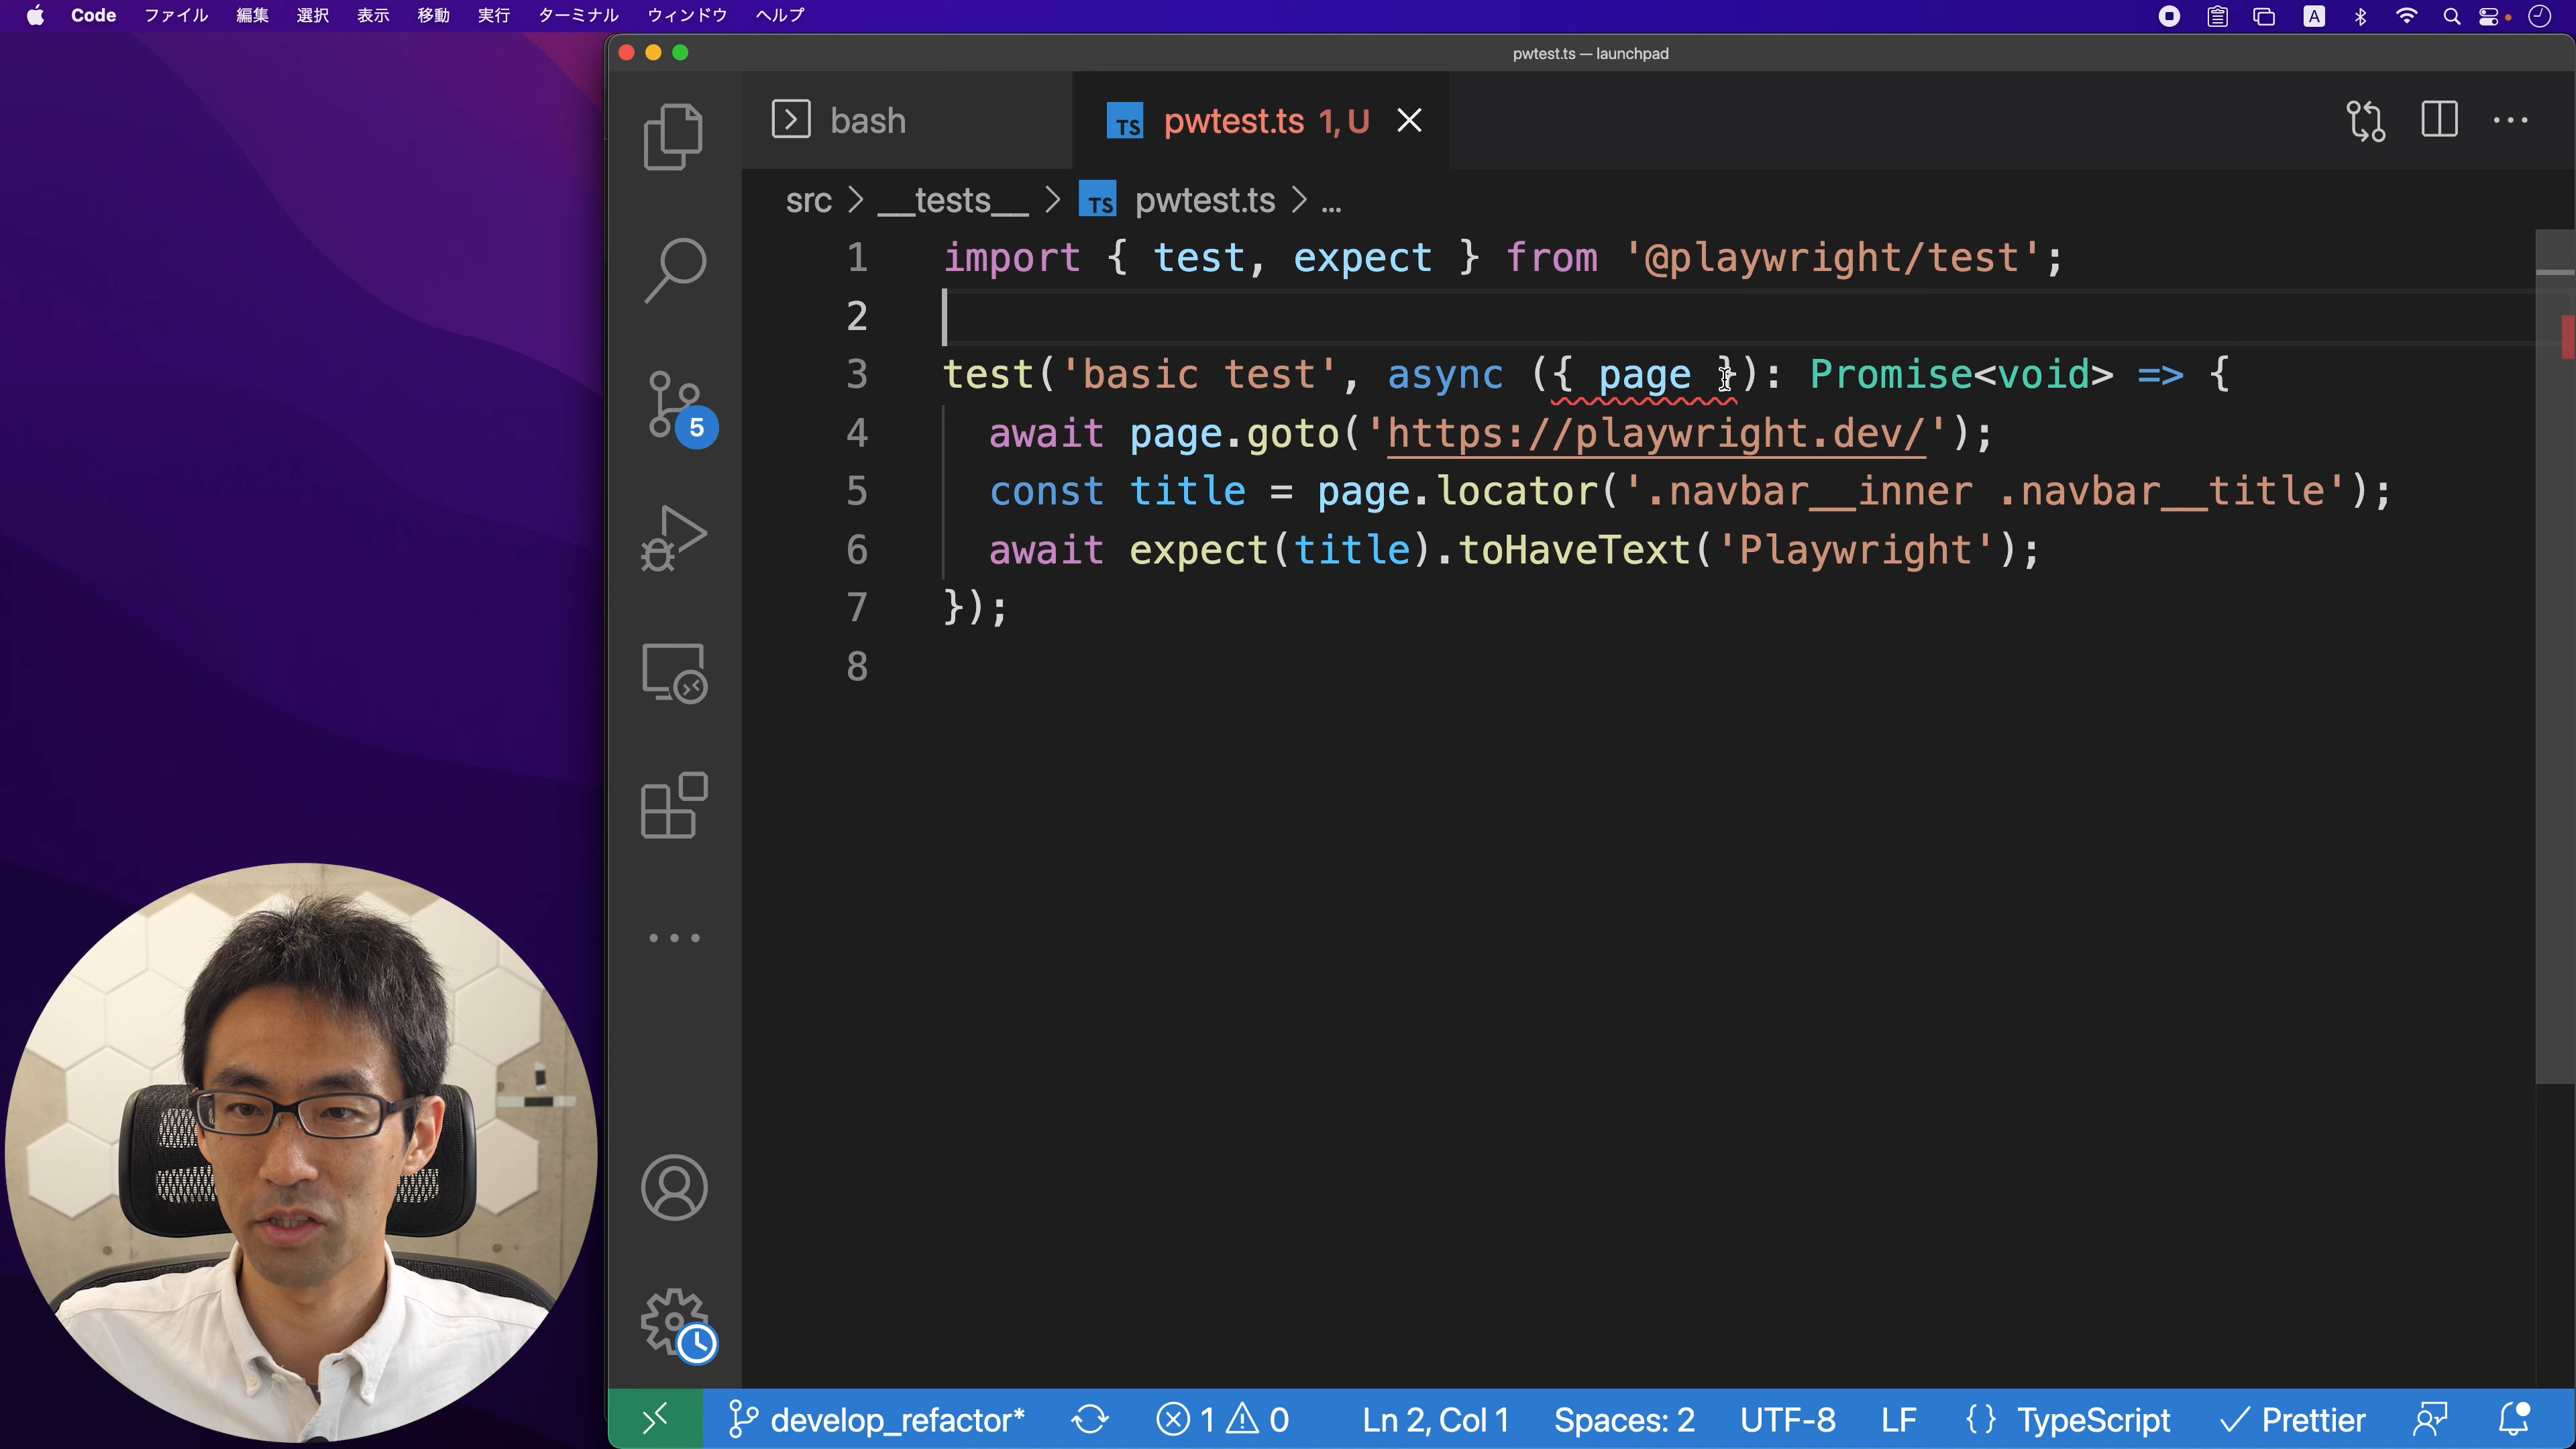 Code ファイル 編集 選択 表示 移動 実行 ターミナル ウィンドウ ヘルプ A
pwtest.ts — launchpad
bash
TS pwtest.ts 1, U
src > __tests__ > TS pwtest.ts > ...
1 import { test, expect } from '@playwright/test';
2
3 test('basic test', async ({ page }): Promise<void> => {
4 await page.goto('https://playwright.dev/');
5 const title = page.locator('.navbar__inner .navbar__title');
6 await expect(title).toHaveText('Playwright');
7 });
8
5
develop_refactor* 1 0 Ln 2, Col 1 Spaces: 2 UTF-8 LF {} TypeScript Prettier